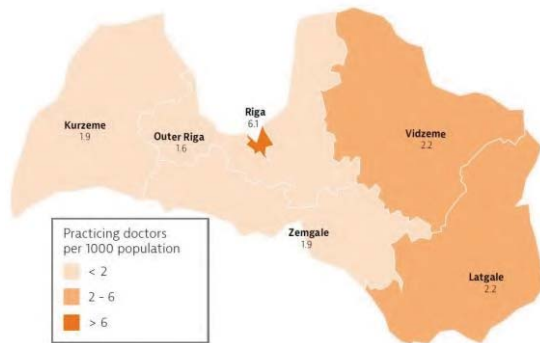 Riga
6.1
Kurzeme
1.9
Outer Riga
1.6
Vidzeme
2.2
Zemgale
1.9
Latgale
2.2
Practicing doctors
per 1000 population
< 2
2 - 6
> 6